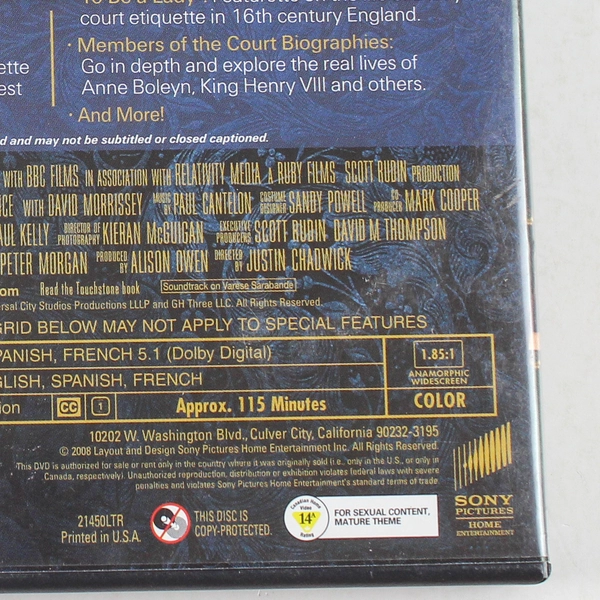 court etiquette in 16th century England.
· Members of the Court Biographies:
ette Go in depth and explore the real lives of
est Anne Boleyn, King Henry VIII and others.
· And More!
d and may not be subtitled or closed captioned.
WITH BBC FILMS IN ASSOCIATION WITH RELATIVITY MEDIA A RUBY FILMS SCOTT RUDIN PRODUCTION
CE WITH DAVID MORRISSEY MUSIC BY PAUL CANTELON COSTUME DESIGNER SANDY POWELL CO PRODUCER MARK COOPER
AUL KELLY DIRECTOR OF PHOTOGRAPHY KIERAN McGUIGAN EXECUTIVE PRODUCERS SCOTT RUDIN DAVID M THOMPSON
PETER MORGAN PRODUCED BY ALISON OWEN DIRECTED BY JUSTIN CHADWICK
om Read the Touchstone book Soundtrack on Varèse Sarabande
ersal City Studios Productions LLLP and GH Three LLC. All Rights Reserved.
GRID BELOW MAY NOT APPLY TO SPECIAL FEATURES
PANISH, FRENCH 5.1 (Dolby Digital)
1.85:1
ANAMORPHIC
WIDESCREEN
GLISH, SPANISH, FRENCH
ion CC 1 Approx. 115 Minutes COLOR
10202 W. Washington Blvd., Culver City, California 90232-3195
© 2008 Layout and Design Sony Pictures Home Entertainment Inc. All Rights Reserved.
This DVD is authorized for sale or rent only in the country where it was originally sold (i.e., only in the U.S., or only in
Canada, respectively). Unauthorized reproduction, distribution or exhibition violates federal laws with severe
penalties and violates Sony Pictures Home Entertainment's standard terms of trade.
SONY
PICTURES
HOME
ENTERTAINMENT
21450LTR
Printed in U.S.A.
THIS DISC IS
COPY-PROTECTED.
Canadian Home
Video
14A
Rated
FOR SEXUAL CONTENT,
MATURE THEME